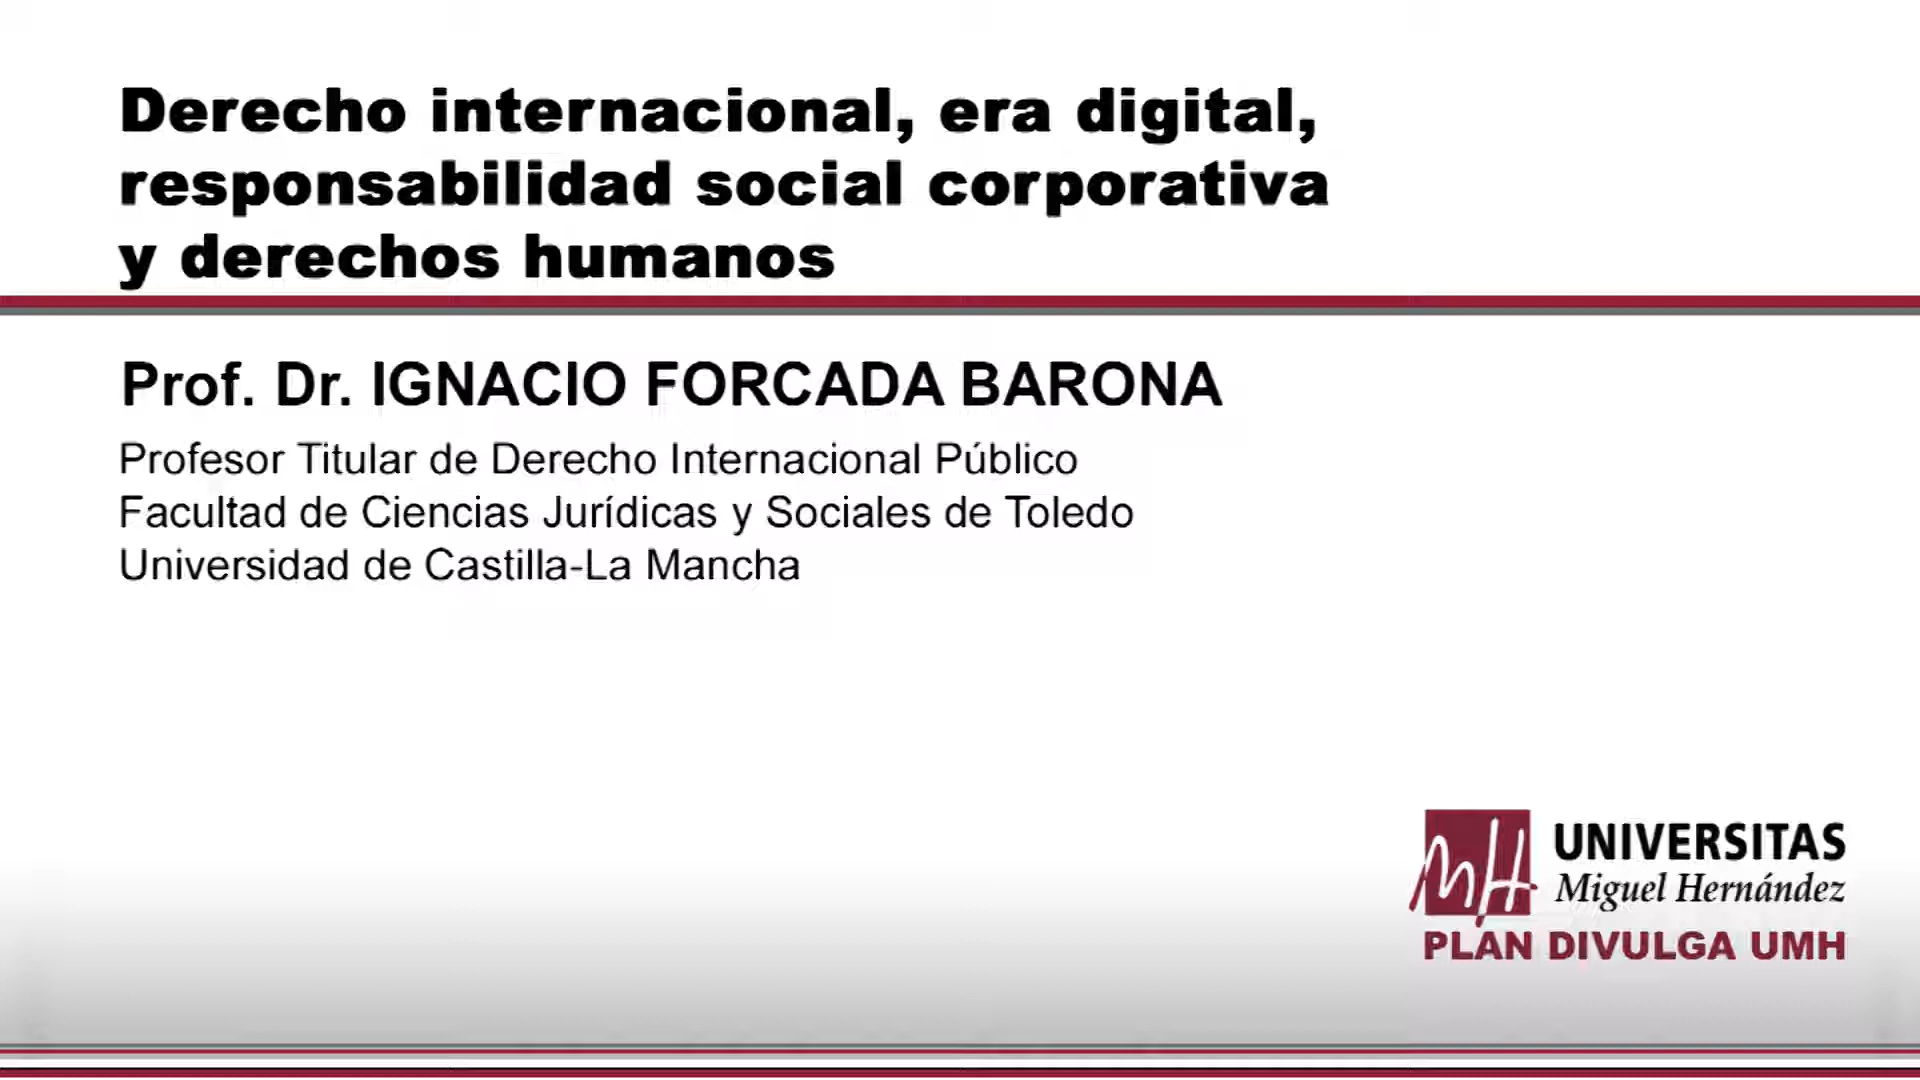 Derecho internacional, era digital,
responsabilidad social corporativa
y derechos humanos
Prof. Dr. IGNACIO FORCADA BARONA
Profesor Titular de Derecho Internacional Público
Facultad de Ciencias Jurídicas y Sociales de Toledo
Universidad de Castilla-La Mancha
MH
UNIVERSITAS
Miguel Hernández
PLAN DIVULGA UMH